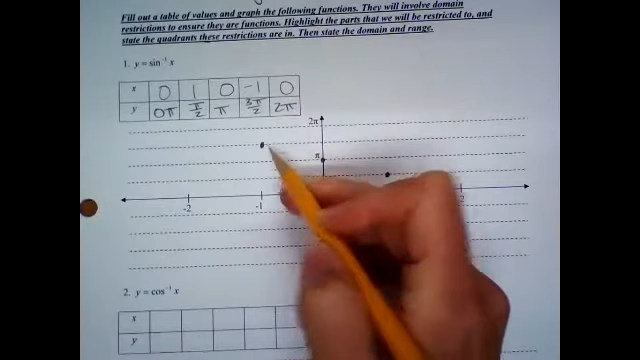 Fill out a table of values and graph the following functions. They will involve domain
restrictions to ensure they are functions. Highlight the parts that we will be restricted to, and
state the quadrants these restrictions are in. Then state the domain and range.
1. y = sin⁻¹ x
x 0 1 0 -1 0
y 0π π/2 π 3π/2 2π
2π
π
-2 -1 2
2. y = cos⁻¹ x
x
y